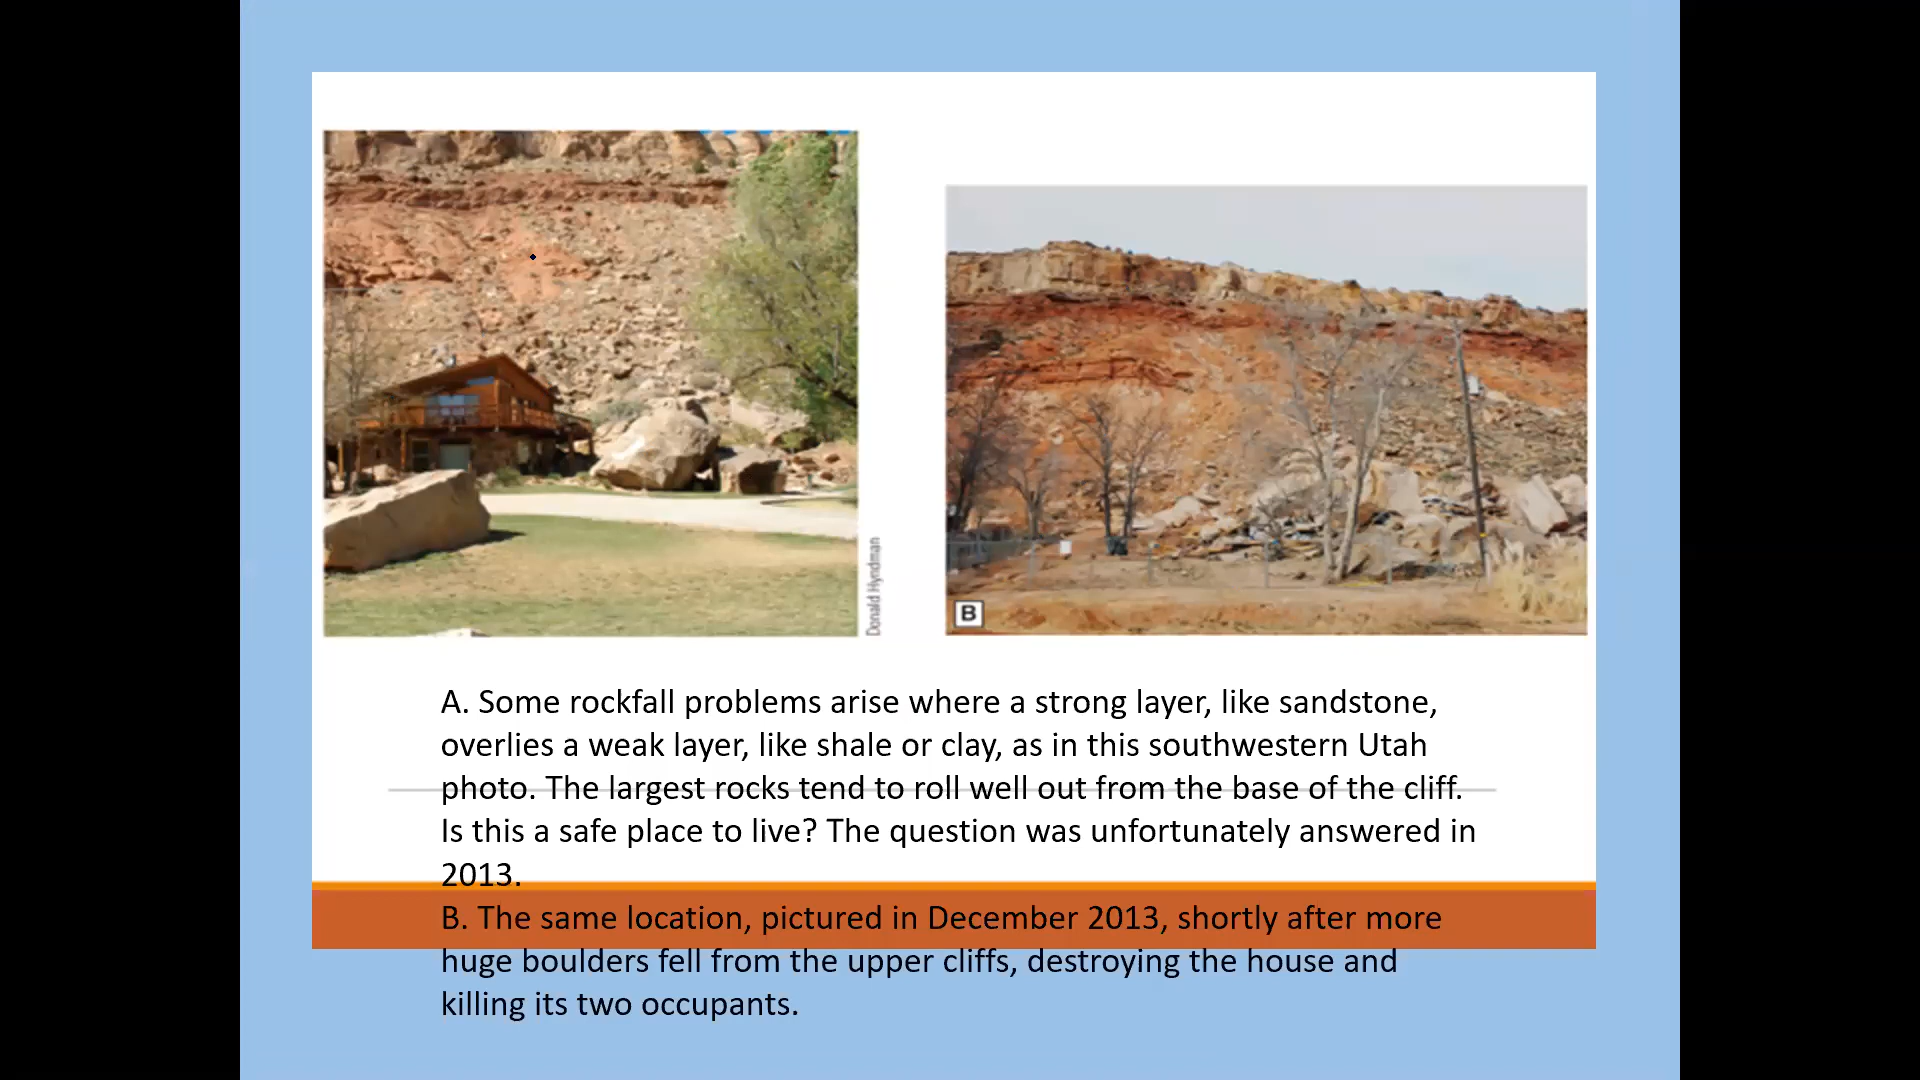 Donald Hyndman
B
A. Some rockfall problems arise where a strong layer, like sandstone,
overlies a weak layer, like shale or clay, as in this southwestern Utah
photo. The largest rocks tend to roll well out from the base of the cliff.
Is this a safe place to live? The question was unfortunately answered in
2013.
B. The same location, pictured in December 2013, shortly after more
huge boulders fell from the upper cliffs, destroying the house and
killing its two occupants.